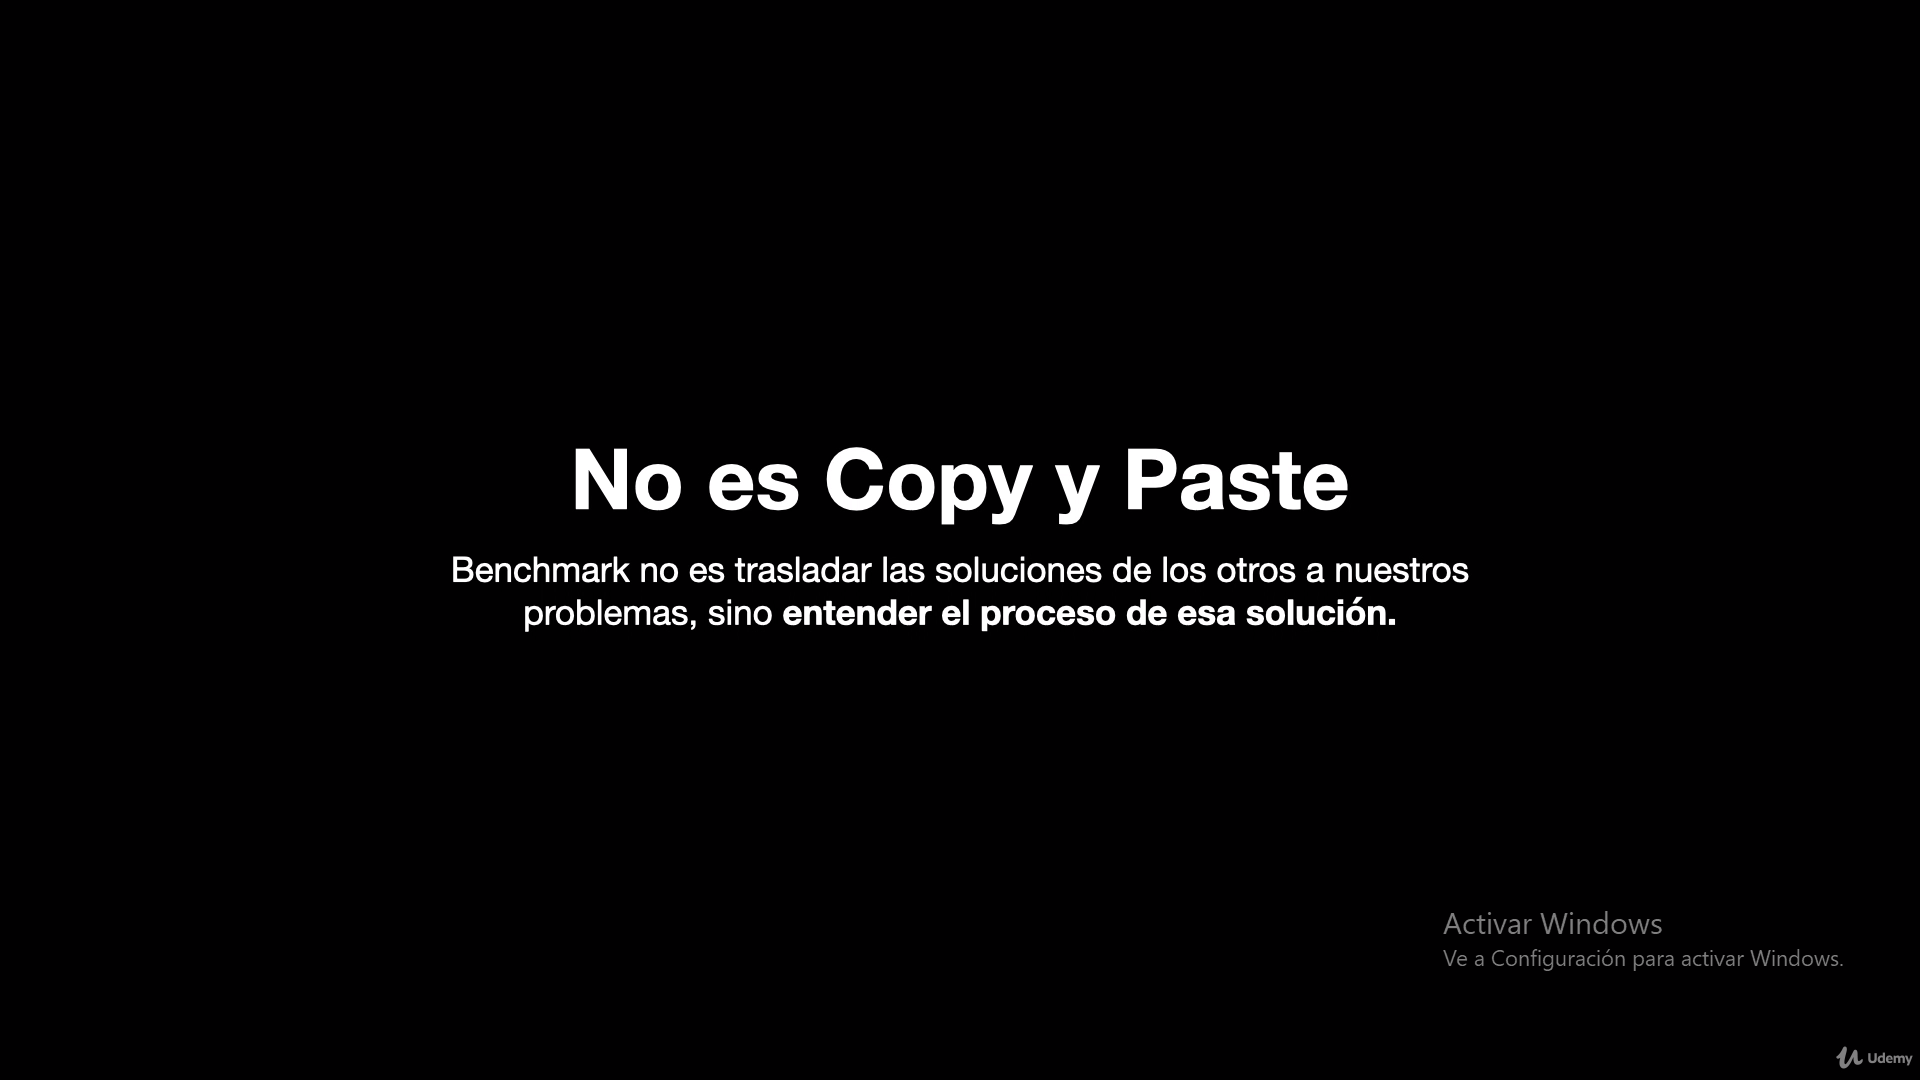 No es Copy y Paste
Benchmark no es trasladar las soluciones de los otros a nuestros
problemas, sino entender el proceso de esa solución.
Activar Windows
Ve a Configuración para activar Windows.
Udemy